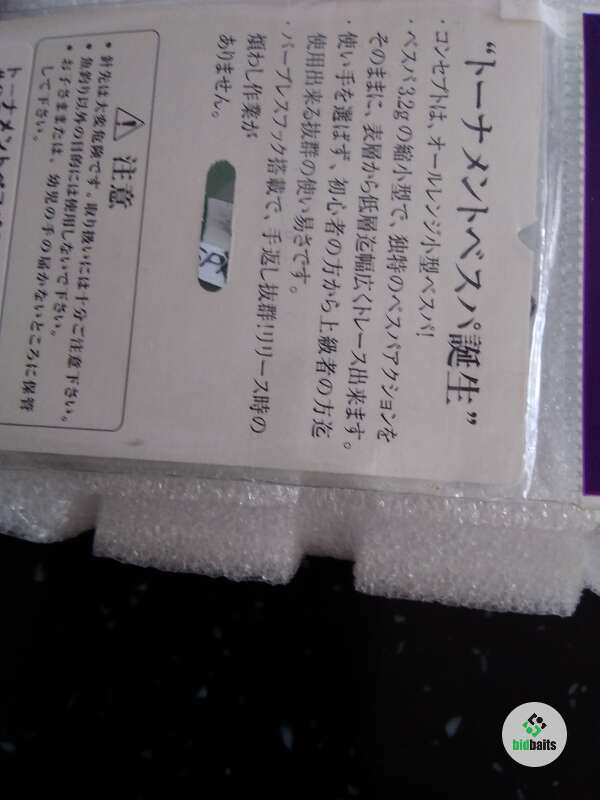 “トーナメントベスパ誕生”
・コンセプトは、オールレンジ小型ベスパ!
・ベスパ3.2gの縮小型で、独特のベスパアクションを
そのままに、表層から低層迄幅広くトレース出来ます。
・使い手を選ばず、初心者の方から上級者の方迄
使用出来る抜群の使い易さです。
・バーブレスフック搭載で、手返し抜群!リリース時の
煩わし作業が
ありません。
注意
● 針先は大変危険です。取り扱いには十分ご注意下さい。
● 魚釣り以外の目的には使用しないで下さい。
● お子さままたは、幼児の手の届かないところに保管
して下さい。
bidbaits